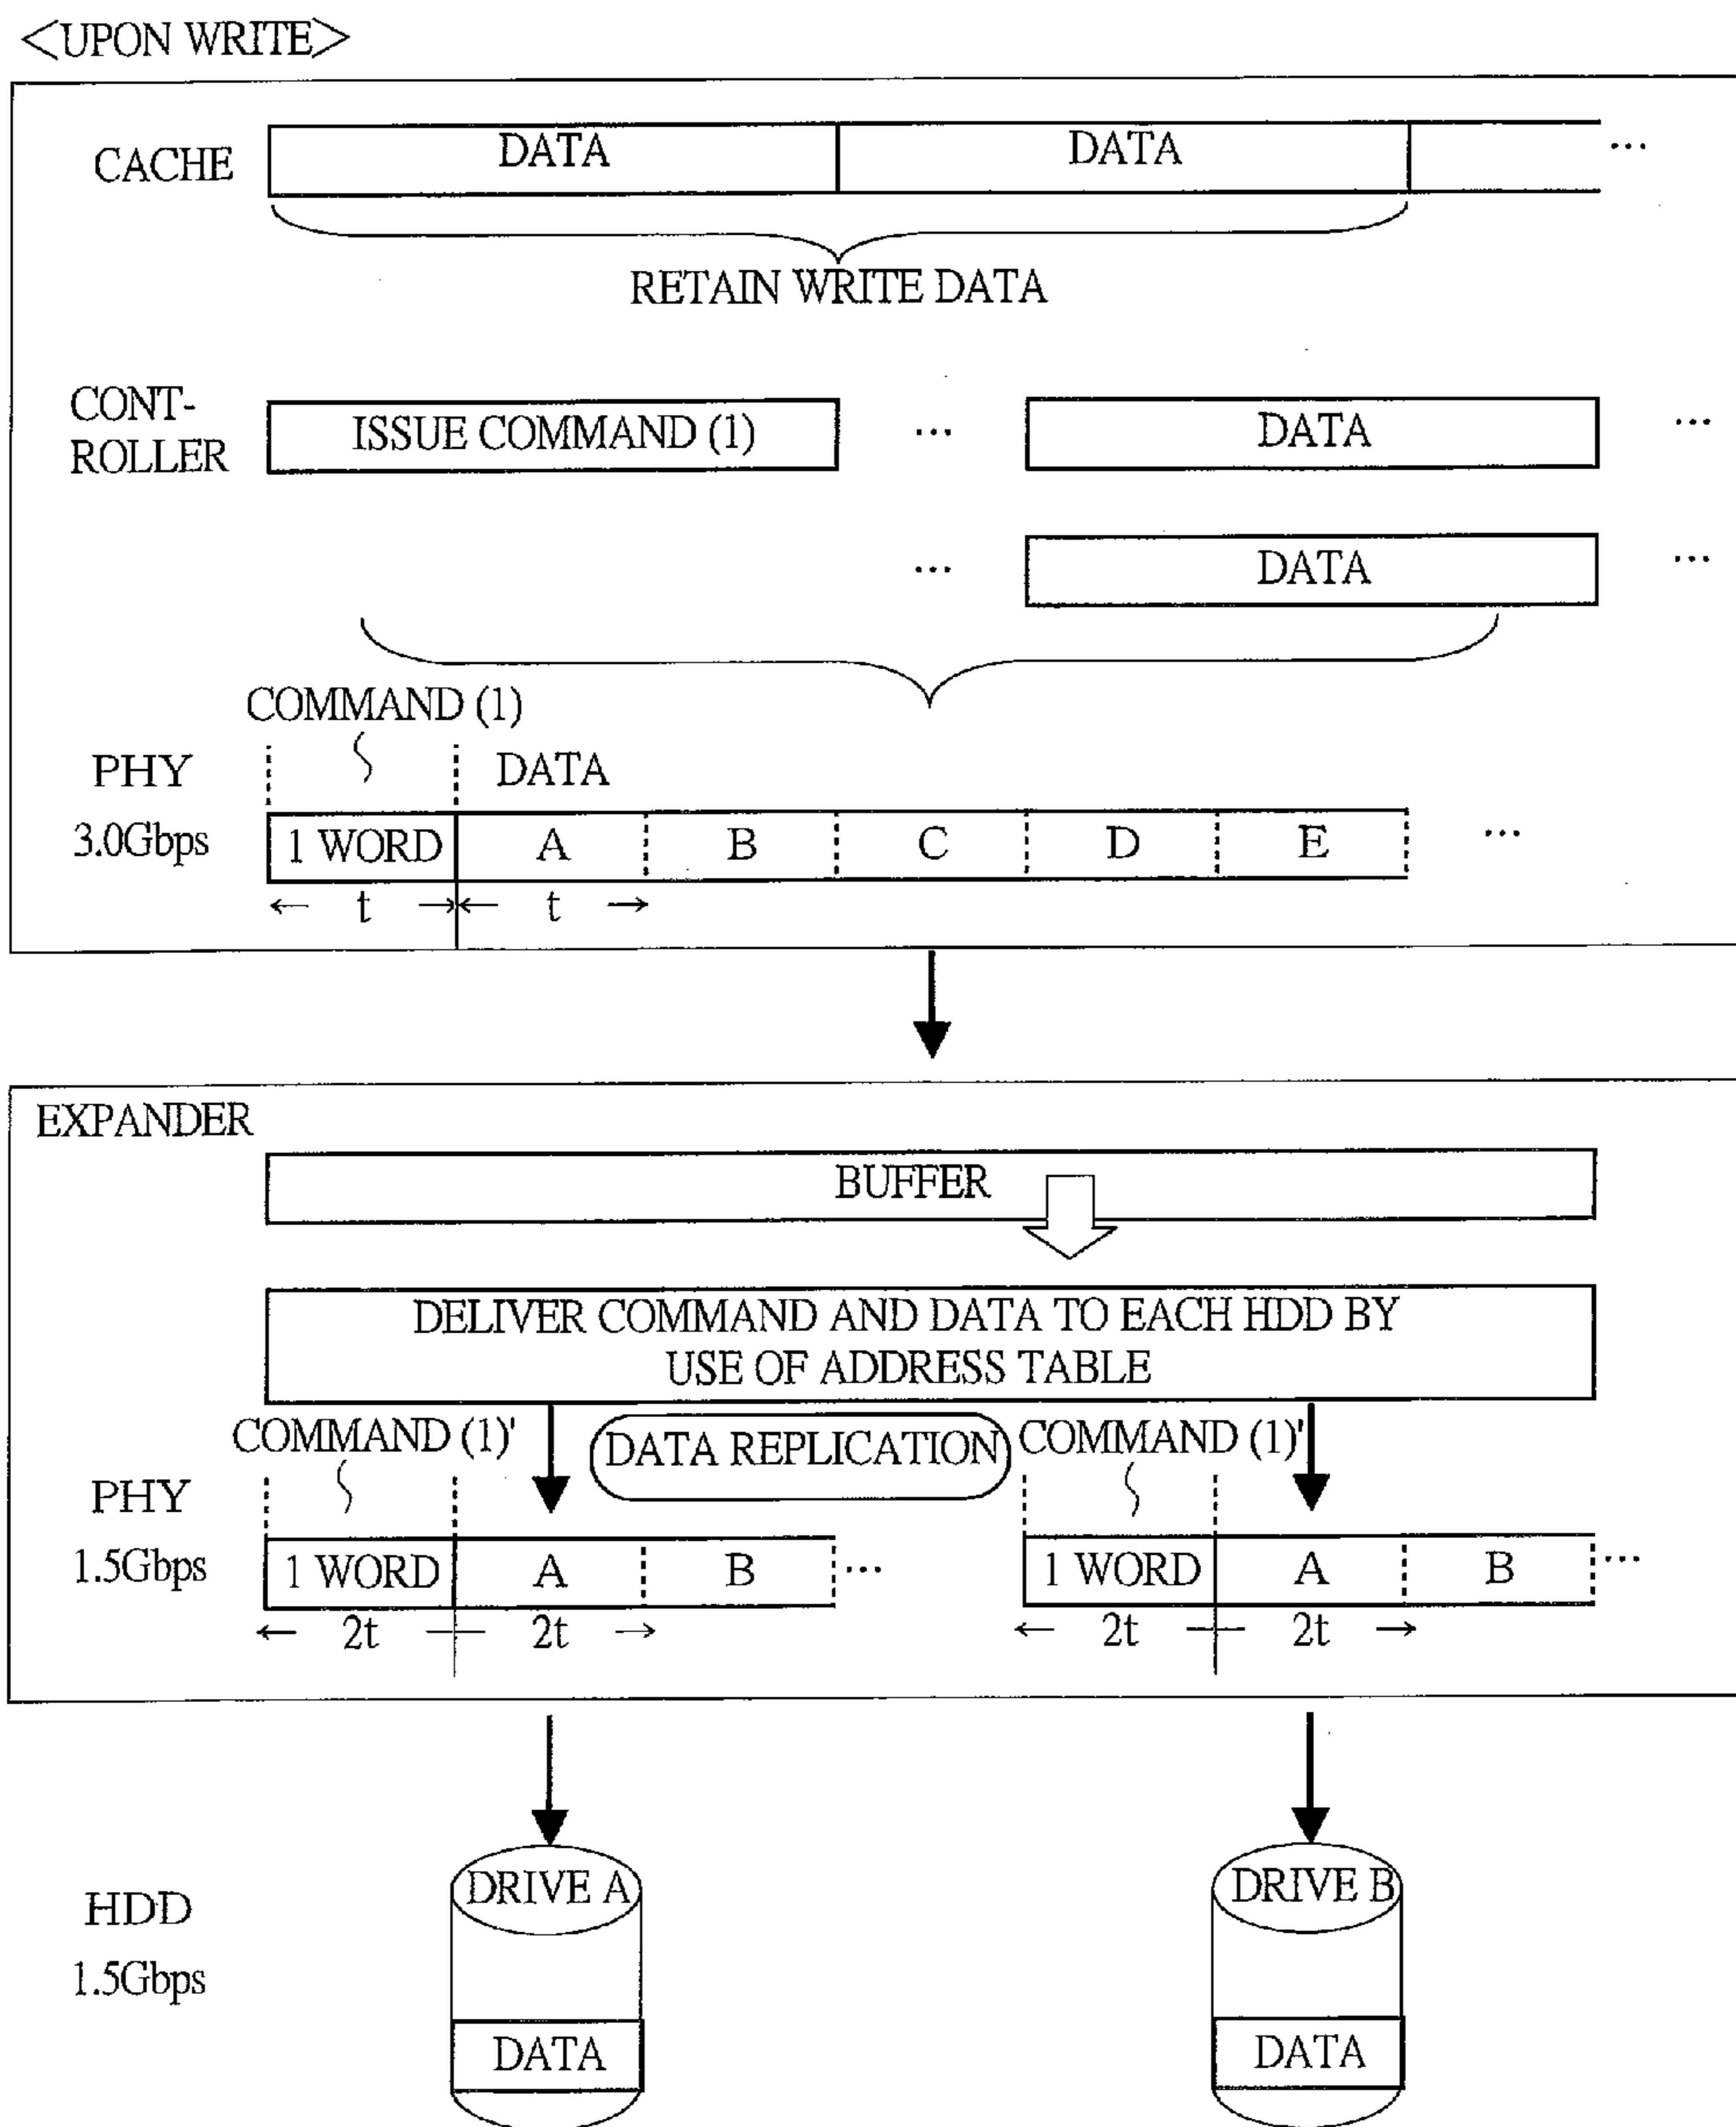 <UPON WRITE>
CACHE
DATA
DATA
...
RETAIN WRITE DATA
CONT-
ROLLER
ISSUE COMMAND (1)
...
DATA
...
...
DATA
...
COMMAND (1)
PHY
DATA
3.0Gbps
1 WORD
A
B
C
D
E
...
← t →← t →
EXPANDER
BUFFER
DELIVER COMMAND AND DATA TO EACH HDD BY
USE OF ADDRESS TABLE
COMMAND (1)'
DATA REPLICATION
COMMAND (1)'
PHY
1.5Gbps
1 WORD
A
B
...
1 WORD
A
B
...
← 2t — 2t →
← 2t — 2t →
HDD
1.5Gbps
DRIVE A
DRIVE B
DATA
DATA